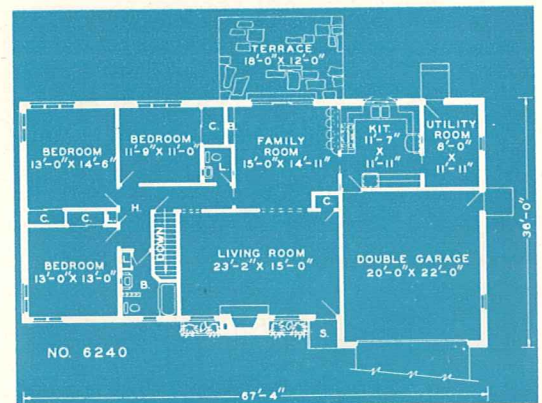 TERRACE
18'-0" X 12'-0"
BEDROOM
13'-0" X 14'-6"
BEDROOM
11'-9" X 11'-0"
C.
B.
FAMILY
ROOM
15'-0" X 14'-11"
KIT.
11'-7"
X
11'-11"
UTILITY
ROOM
8'-0"
X
11'-11"
L.
C.
C.
H.
C.
DOWN
BEDROOM
13'-0" X 13'-0"
B.
LIVING ROOM
23'-2" X 15'-0"
DOUBLE GARAGE
20'-0" X 22'-0"
36'-0"
S.
NO. 6240
67'-4"